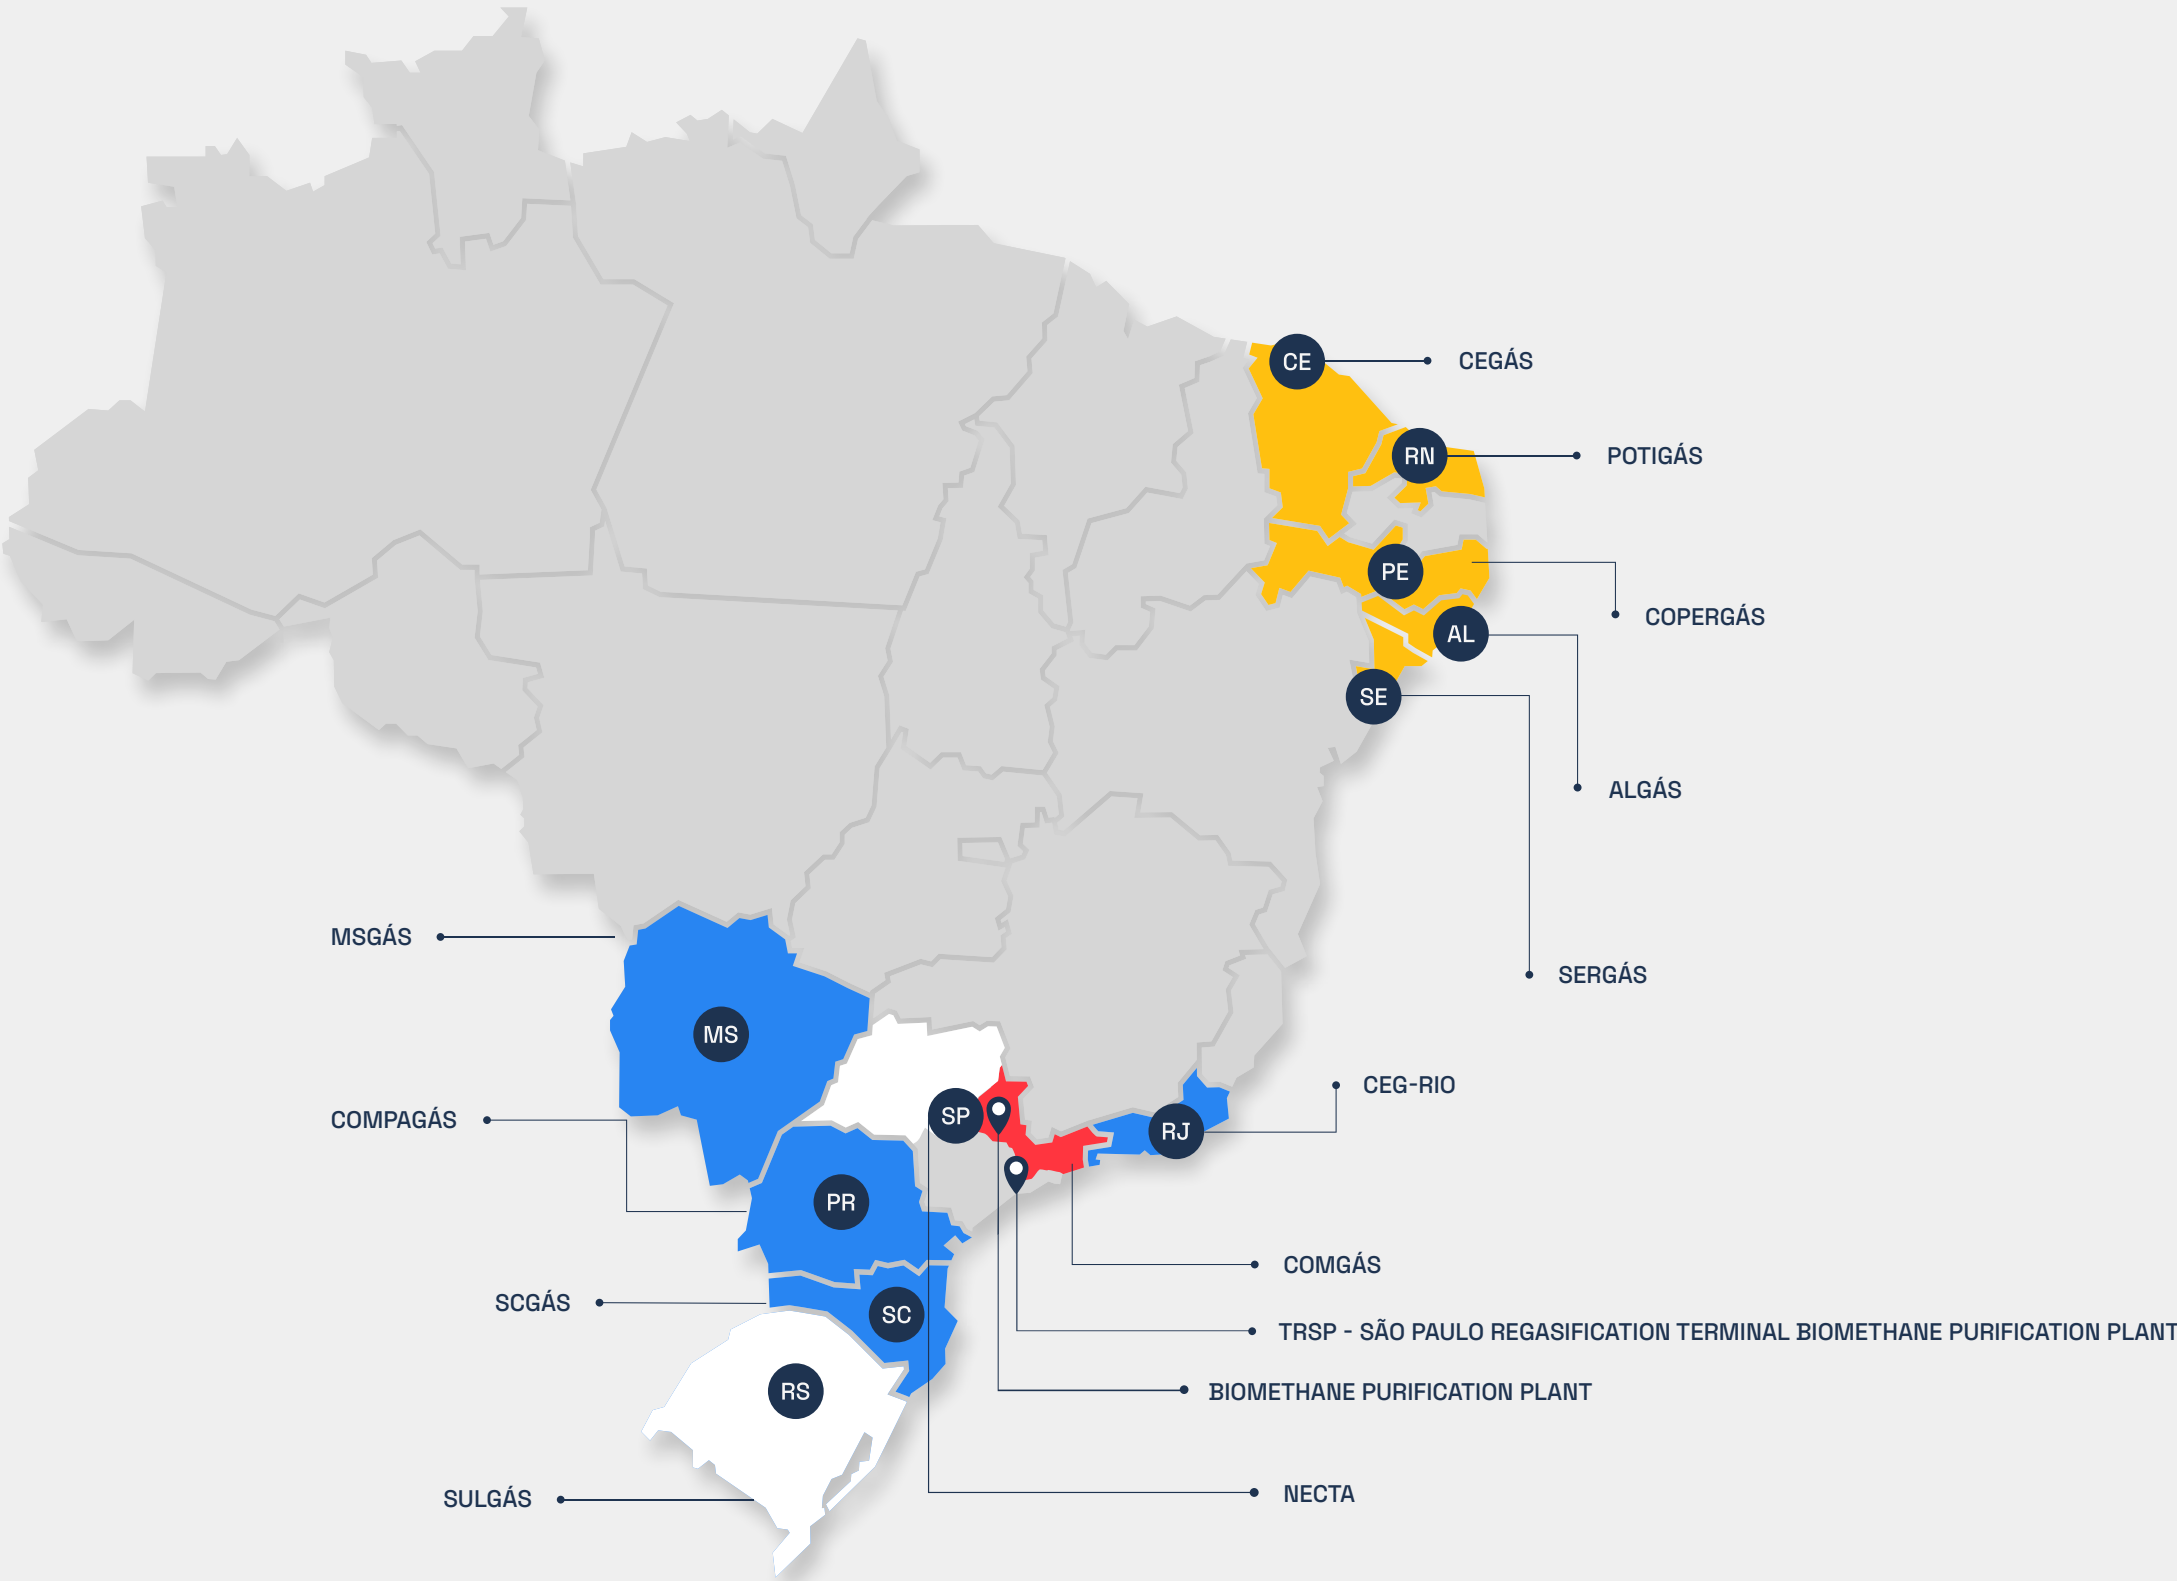 CE
CEGÁS
RN
POTIGÁS
PE
COPERGÁS
AL
SE
ALGÁS
MSGÁS
SERGÁS
MS
CEG-RIO
COMPAGÁS
SP
RJ
PR
COMGÁS
SCGÁS
SC
TRSP - SÃO PAULO REGASIFICATION TERMINAL BIOMETHANE PURIFICATION PLANT
RS
BIOMETHANE PURIFICATION PLANT
SULGÁS
NECTA